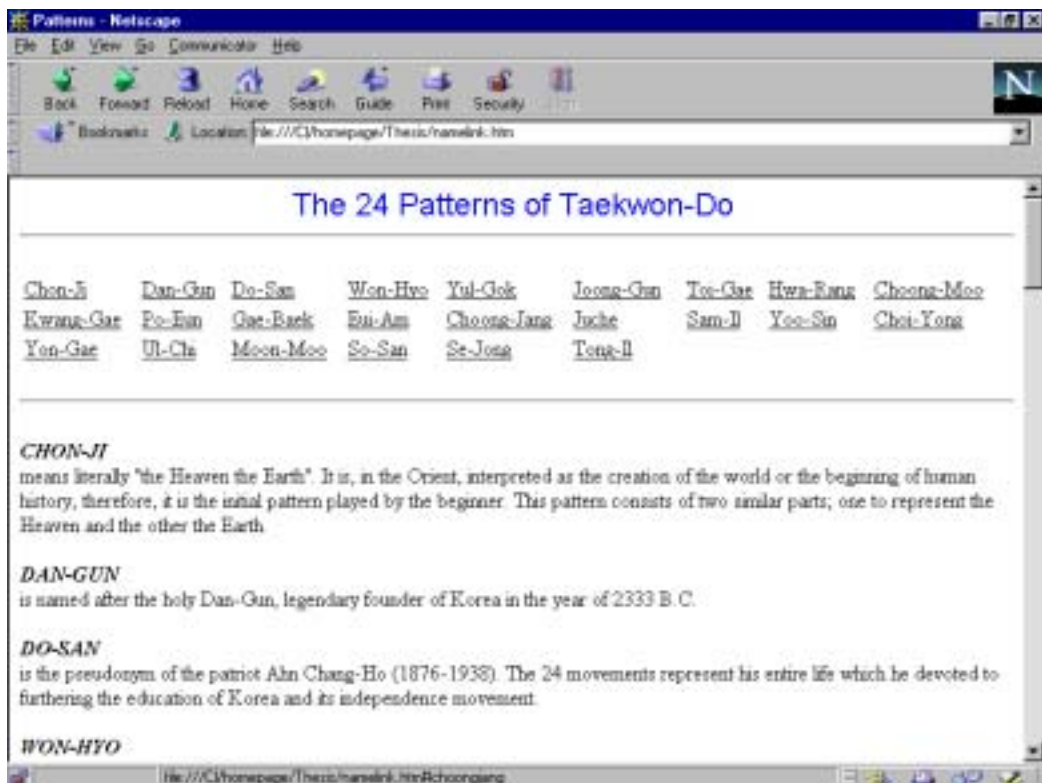 Patterns - Netscape
File Edit View Go Communicator Help
Back Forward Reload Home Search Guide Print Security Stop
N
Bookmarks Location: file:///C|/homepage/Thesis/namelink.htm
The 24 Patterns of Taekwon-Do
Chon-Ji Dan-Gun Do-San Won-Hyo Yul-Gok Joong-Gun Toi-Gae Hwa-Rang Choong-Moo
Kwang-Gae Po-Eun Gae-Baek Eui-Am Choong-Jang Juche Sam-Il Yoo-Sin Choi-Yong
Yon-Gae Ul-Chi Moon-Moo So-San Se-Jong Tong-Il
CHON-JI
means literally "the Heaven the Earth". It is, in the Orient, interpreted as the creation of the world or the beginning of human
history, therefore, it is the initial pattern played by the beginner. This pattern consists of two similar parts; one to represent the
Heaven and the other the Earth.
DAN-GUN
is named after the holy Dan-Gun, legendary founder of Korea in the year of 2333 B.C.
DO-SAN
is the pseudonym of the patriot Ahn Chang-Ho (1876-1938). The 24 movements represent his entire life which he devoted to
furthering the education of Korea and its independence movement.
WON-HYO
file:///C|/homepage/Thesis/namelink.htm#choongjang